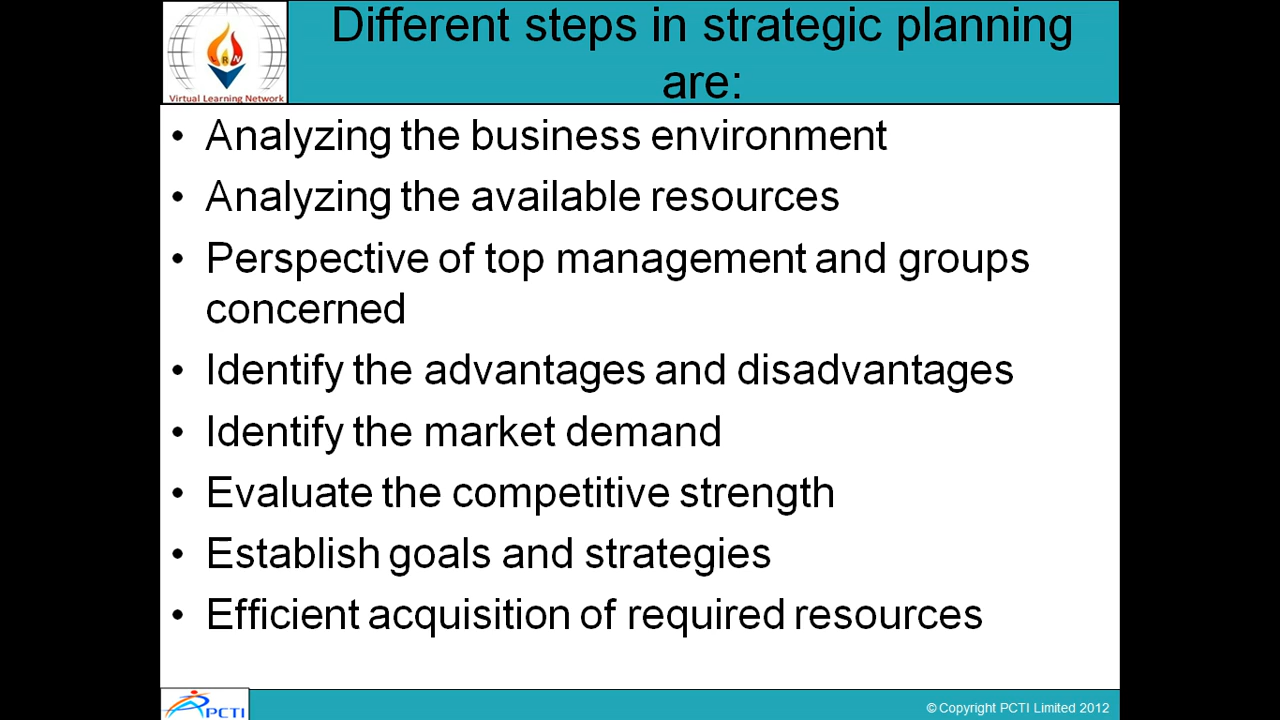 Different steps in strategic planning
are:
LRN
Virtual Learning Network
• Analyzing the business environment
• Analyzing the available resources
• Perspective of top management and groups
concerned
• Identify the advantages and disadvantages
• Identify the market demand
• Evaluate the competitive strength
• Establish goals and strategies
• Efficient acquisition of required resources
PCTI
© Copyright PCTI Limited 2012